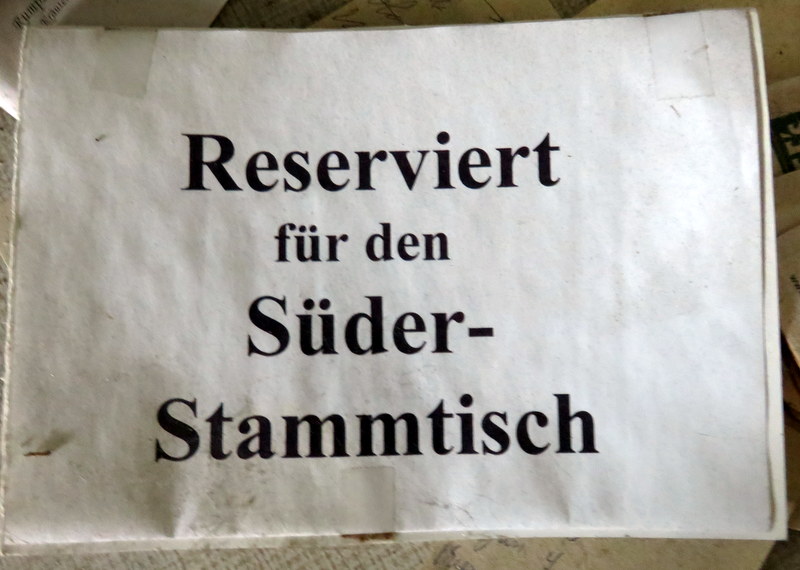 Reserviert
für den
Süder-
Stammtisch